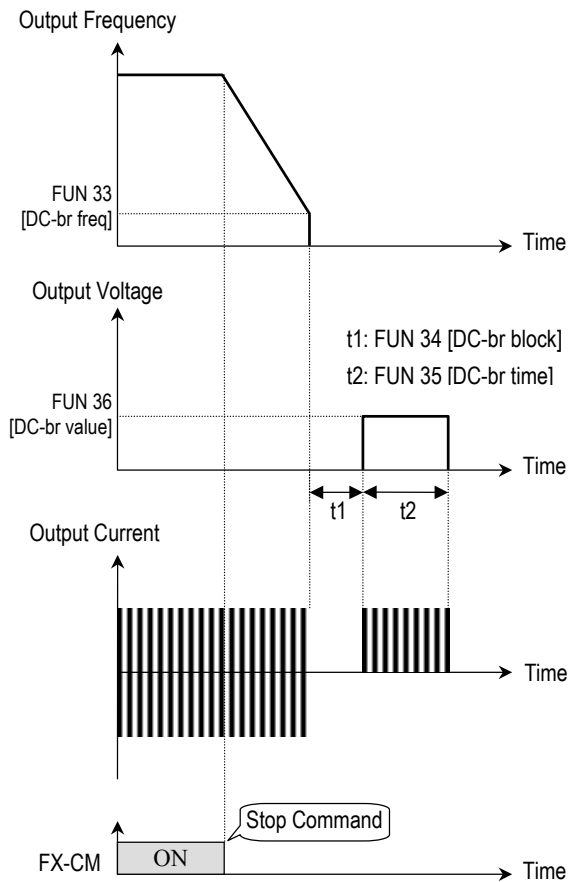 Output Frequency
FUN 33
[DC-br freq]
Time
Output Voltage
t1: FUN 34 [DC-br block]
t2: FUN 35 [DC-br time]
FUN 36
[DC-br value]
Time
t1
t2
Output Current
Time
Stop Command
FX-CM
ON
Time